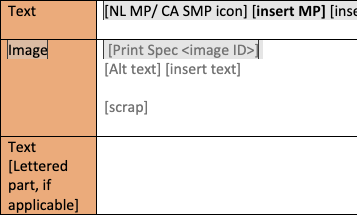 Text [NL MP/ CA SMP icon] [insert MP]
Image [Print Spec <image ID>]
[Alt text] [insert text]
[scrap]
Text
[Lettered
part, if
applicable]